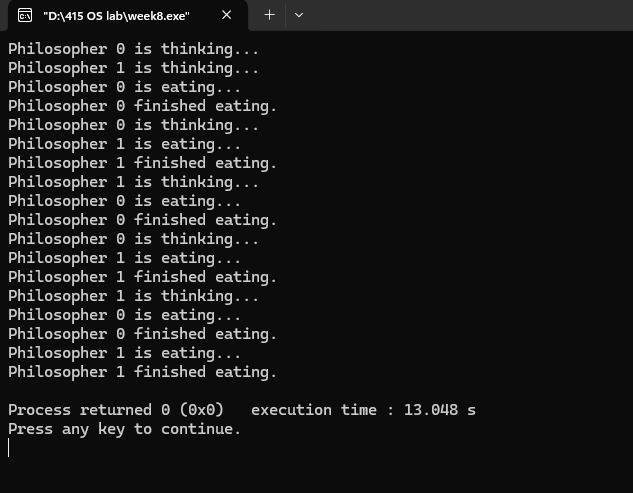 "D:\415 OS lab\week8.exe"
Philosopher 0 is thinking...
Philosopher 1 is thinking...
Philosopher 0 is eating...
Philosopher 0 finished eating.
Philosopher 0 is thinking...
Philosopher 1 is eating...
Philosopher 1 finished eating.
Philosopher 1 is thinking...
Philosopher 0 is eating...
Philosopher 0 finished eating.
Philosopher 0 is thinking...
Philosopher 1 is eating...
Philosopher 1 finished eating.
Philosopher 1 is thinking...
Philosopher 0 is eating...
Philosopher 0 finished eating.
Philosopher 1 is eating...
Philosopher 1 finished eating.
Process returned 0 (0x0)   execution time : 13.048 s
Press any key to continue.